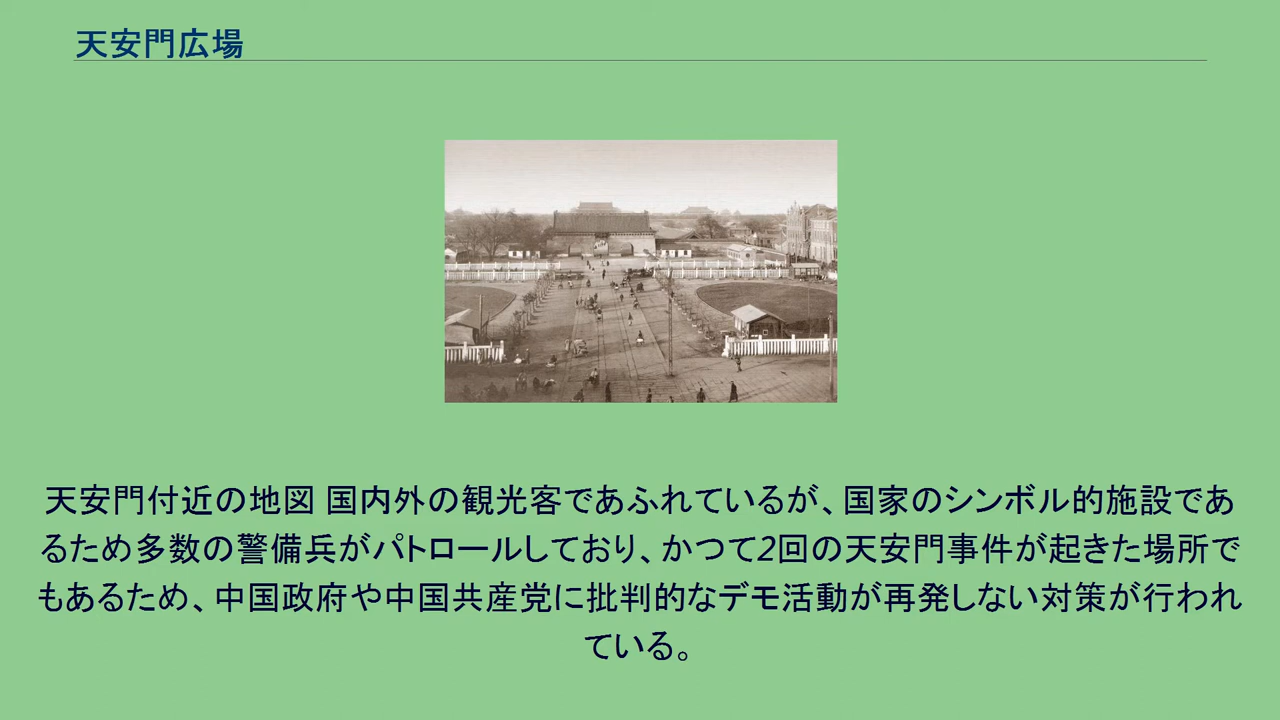 天安門広場
天安門付近の地図 国内外の観光客であふれているが、国家のシンボル的施設であ
るため多数の警備兵がパトロールしており、かつて2回の天安門事件が起きた場所で
もあるため、中国政府や中国共産党に批判的なデモ活動が再発しない対策が行われ
ている。